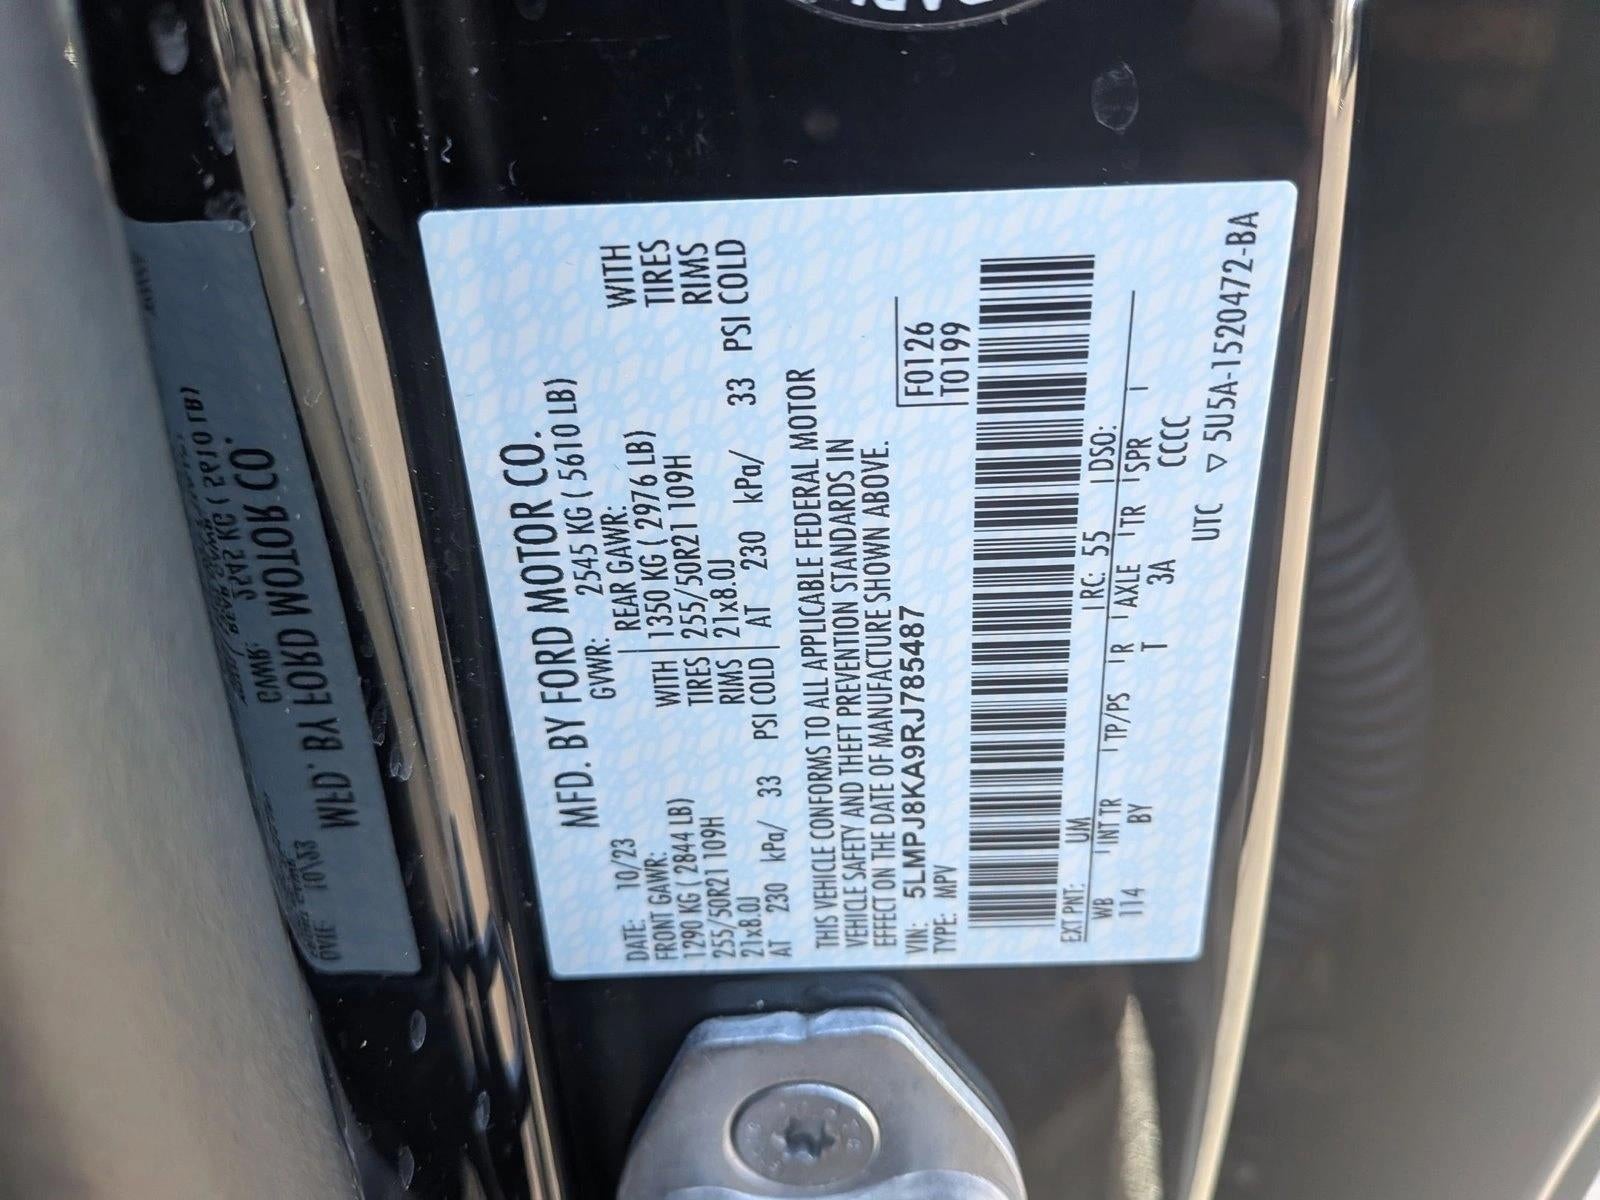 MFD. BY FORD MOTOR CO.
DATE: 10/23 GVWR: 2545 KG ( 5610 LB)
FRONT GAWR: REAR GAWR:
1290 KG ( 2844 LB) WITH 1350 KG ( 2976 LB) WITH
255/50R21 109H TIRES 255/50R21 109H TIRES
21x8.0J RIMS 21x8.0J RIMS
AT 230 kPa/ 33 PSI COLD AT 230 kPa/ 33 PSI COLD
THIS VEHICLE CONFORMS TO ALL APPLICABLE FEDERAL MOTOR
VEHICLE SAFETY AND THEFT PREVENTION STANDARDS IN
EFFECT ON THE DATE OF MANUFACTURE SHOWN ABOVE.
VIN: 5LMPJ8KA9RJ785487 F0126
TYPE: MPV T0199
EXT PNT: UM RC: 55 DSO:
WB INT TR TP/PS R AXLE TR SPR
114 BY T 3A CCCC
UTC ▽ 5U5A-1520472-BA